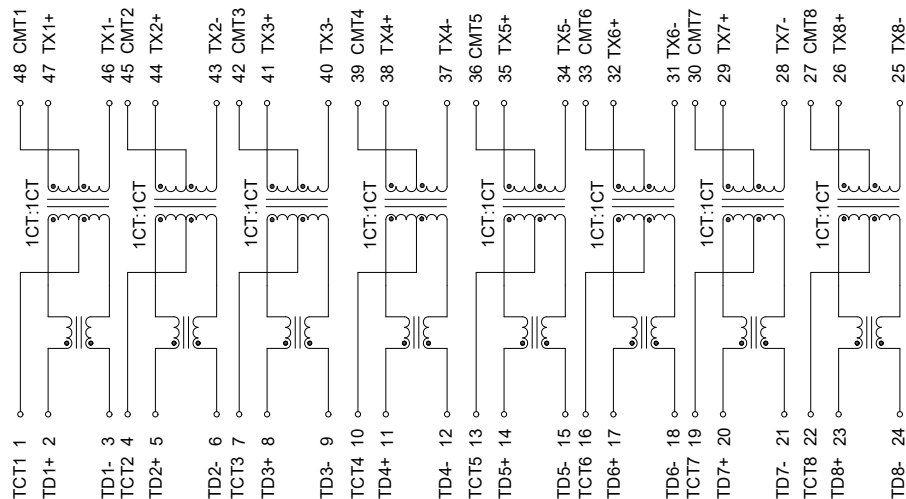 48 CMT1
47 TX1+
46 TX1-
45 CMT2
44 TX2+
43 TX2-
42 CMT3
41 TX3+
40 TX3-
39 CMT4
38 TX4+
37 TX4-
36 CMT5
35 TX5+
34 TX5-
33 CMT6
32 TX6+
31 TX6-
30 CMT7
29 TX7+
28 TX7-
27 CMT8
26 TX8+
25 TX8-
1CT:1CT
1CT:1CT
1CT:1CT
1CT:1CT
1CT:1CT
1CT:1CT
1CT:1CT
1CT:1CT
TCT1 1
TD1+ 2
TD1- 3
TCT2 4
TD2+ 5
TD2- 6
TCT3 7
TD3+ 8
TD3- 9
TCT4 10
TD4+ 11
TD4- 12
TCT5 13
TD5+ 14
TD5- 15
TCT6 16
TD6+ 17
TD6- 18
TCT7 19
TD7+ 20
TD7- 21
TCT8 22
TD8+ 23
TD8- 24